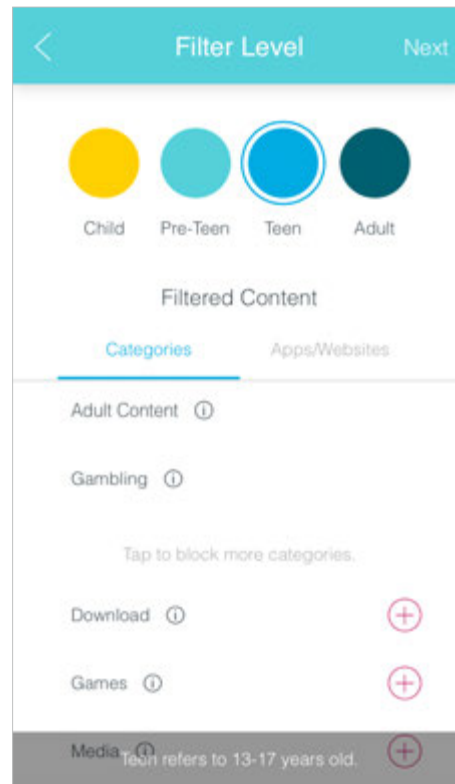 Filter Level Next
Child Pre-Teen Teen Adult
Filtered Content
Categories Apps/Websites
Adult Content
Gambling
Tap to block more categories.
Download
Games
Media
Teen refers to 13-17 years old.